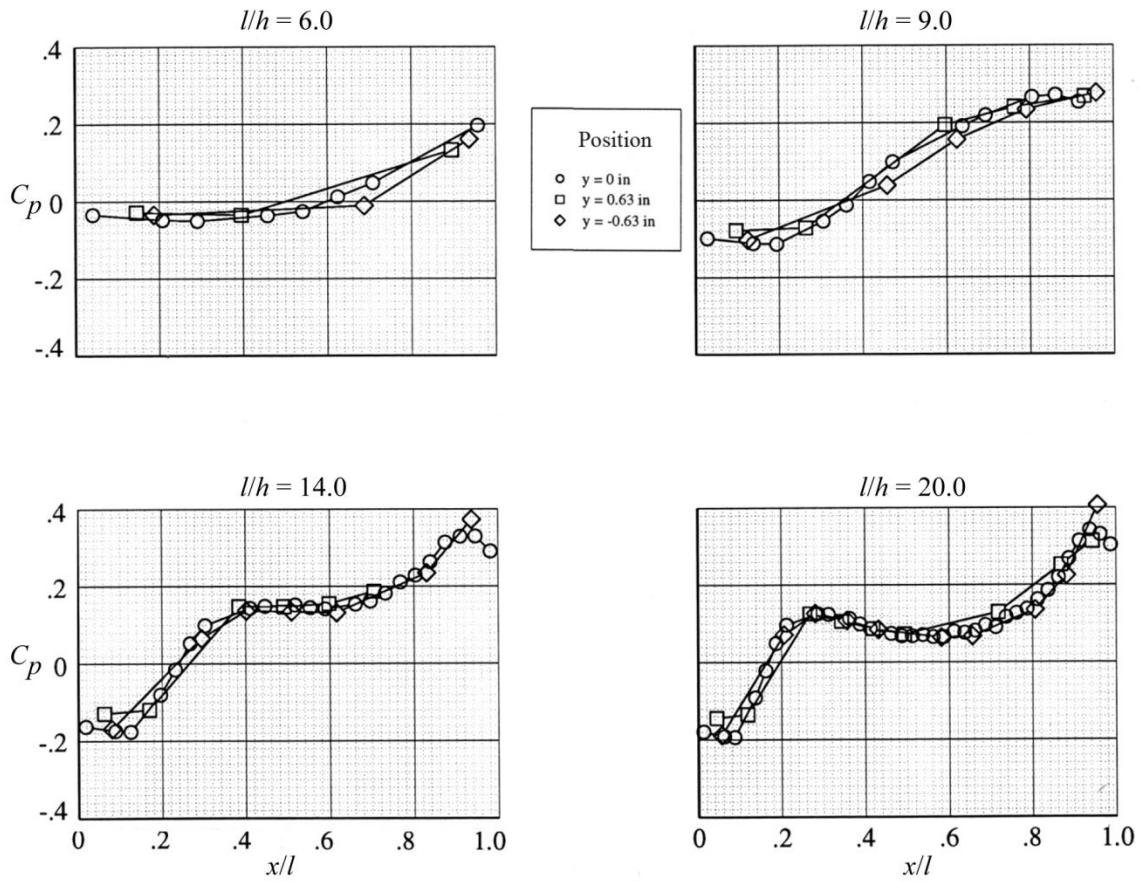 l/h = 6.0
l/h = 9.0
.4
.2
C_p 0
-.2
-.4
Position
y = 0 in
y = 0.63 in
y = -0.63 in
l/h = 14.0
l/h = 20.0
.4
.2
C_p 0
-.2
-.4
0 .2 .4 .6 .8 1.0
x/l
0 .2 .4 .6 .8 1.0
x/l